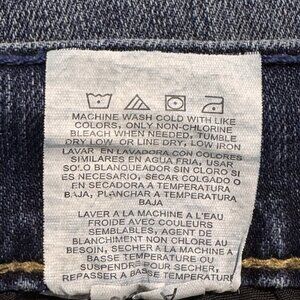 MACHINE WASH COLD WITH LIKE
COLORS, ONLY NON-CHLORINE
BLEACH WHEN NEEDED, TUMBLE
DRY LOW OR LINE DRY, LOW IRON
LAVAR EN LAVADORA CON COLORES
SIMILARES EN AGUA FRIA, USAR
SOLO BLANQUEADOR SIN CLORO SI
ES NECESARIO, SECAR COLGADO O
EN SECADORA A TEMPERATURA
BAJA, PLANCHAR A TEMPERATURA
BAJA
LAVER A LA MACHINE A L'EAU
FROIDE AVEC COULEURS
SEMBLABLES, AGENT DE
BLANCHIMENT NON CHLORE AU
BESOIN, SECHER A LA MACHINE A
BASSE TEMPERATURE OU
SUSPENDRE POUR SECHER,
REPASSER A BASSE TEMPERATURE